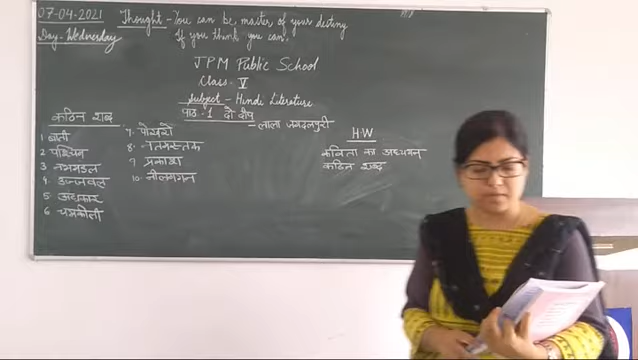 07-04-2021
Day- Wednesday
Thought - You can be master of your destiny
If you think you can.
JPM Public School
Class - V
Subject - Hindi Literature
पाठ - 1 दो दीप
- लाला जगदलपुरी
कठिन शब्द
1. बाती
2. पश्चिम
3. नभमंडल
4. उज्जवल
5. अंधकार
6. चमकीली
7. पोखरों
8. नतमस्तक
9. प्रकाश
10. नीलगगन
H.W
कविता का अध्ययन
कठिन शब्द